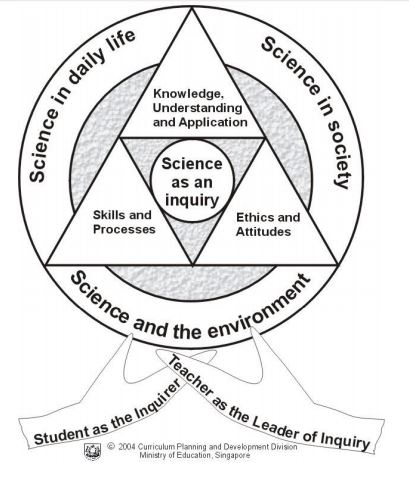 Science in daily life
Science in society
Knowledge,
Understanding
and Application
Science
as an
inquiry
Skills and
Processes
Ethics and
Attitudes
Science and the environment
Student as the Inquirer
Teacher as the Leader of Inquiry
© 2004 Curriculum Planning and Development Division
Ministry of Education, Singapore